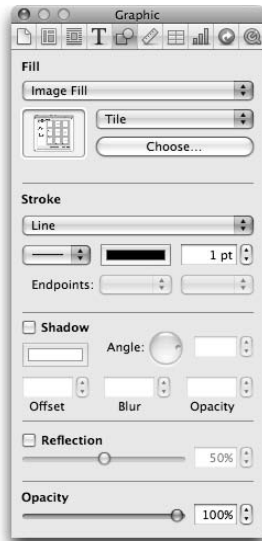 Graphic
Fill
Image Fill
Tile
Choose...
Stroke
Line
1 pt
Endpoints:
Shadow
Angle:
Offset Blur Opacity
Reflection
50%
Opacity
100%